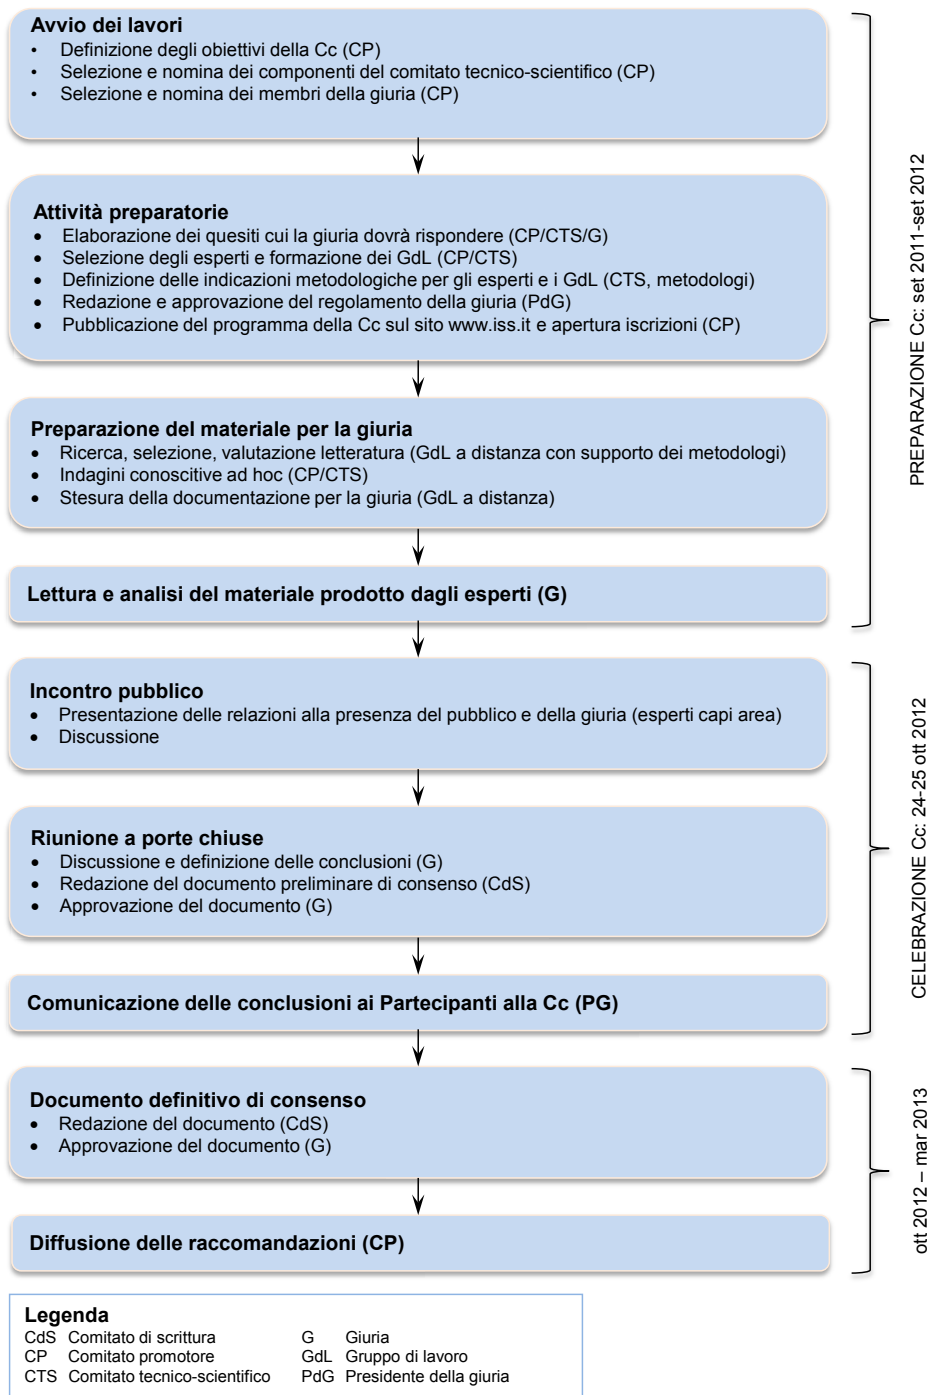 Avvio dei lavori
• Definizione degli obiettivi della Cc (CP)
• Selezione e nomina dei componenti del comitato tecnico-scientifico (CP)
• Selezione e nomina dei membri della giuria (CP)
Attività preparatorie
• Elaborazione dei quesiti cui la giuria dovrà rispondere (CP/CTS/G)
• Selezione degli esperti e formazione dei GdL (CP/CTS)
• Definizione delle indicazioni metodologiche per gli esperti e i GdL (CTS, metodologi)
• Redazione e approvazione del regolamento della giuria (PdG)
• Pubblicazione del programma della Cc sul sito www.iss.it e apertura iscrizioni (CP)
Preparazione del materiale per la giuria
• Ricerca, selezione, valutazione letteratura (GdL a distanza con supporto dei metodologi)
• Indagini conoscitive ad hoc (CP/CTS)
• Stesura della documentazione per la giuria (GdL a distanza)
Lettura e analisi del materiale prodotto dagli esperti (G)
PREPARAZIONE Cc: set 2011-set 2012
Incontro pubblico
• Presentazione delle relazioni alla presenza del pubblico e della giuria (esperti capi area)
• Discussione
Riunione a porte chiuse
• Discussione e definizione delle conclusioni (G)
• Redazione del documento preliminare di consenso (CdS)
• Approvazione del documento (G)
Comunicazione delle conclusioni ai Partecipanti alla Cc (PG)
CELEBRAZIONE Cc: 24-25 ott 2012
Documento definitivo di consenso
• Redazione del documento (CdS)
• Approvazione del documento (G)
Diffusione delle raccomandazioni (CP)
ott 2012 – mar 2013
Legenda
CdS Comitato di scrittura G Giuria
CP Comitato promotore GdL Gruppo di lavoro
CTS Comitato tecnico-scientifico PdG Presidente della giuria